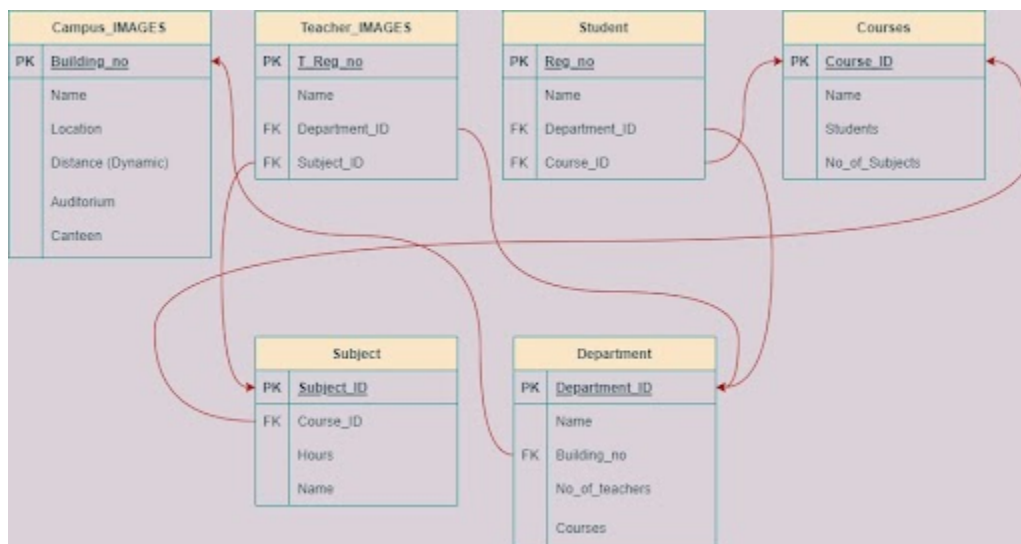 Campus_IMAGES
PK Building_no
Name
Location
Distance (Dynamic)
Auditorium
Canteen
Teacher_IMAGES
PK T_Reg_no
Name
FK Department_ID
FK Subject_ID
Student
PK Reg_no
Name
FK Department_ID
FK Course_ID
Courses
PK Course_ID
Name
Students
No_of_Subjects
Subject
PK Subject_ID
FK Course_ID
Hours
Name
Department
PK Department_ID
Name
FK Building_no
No_of_teachers
Courses